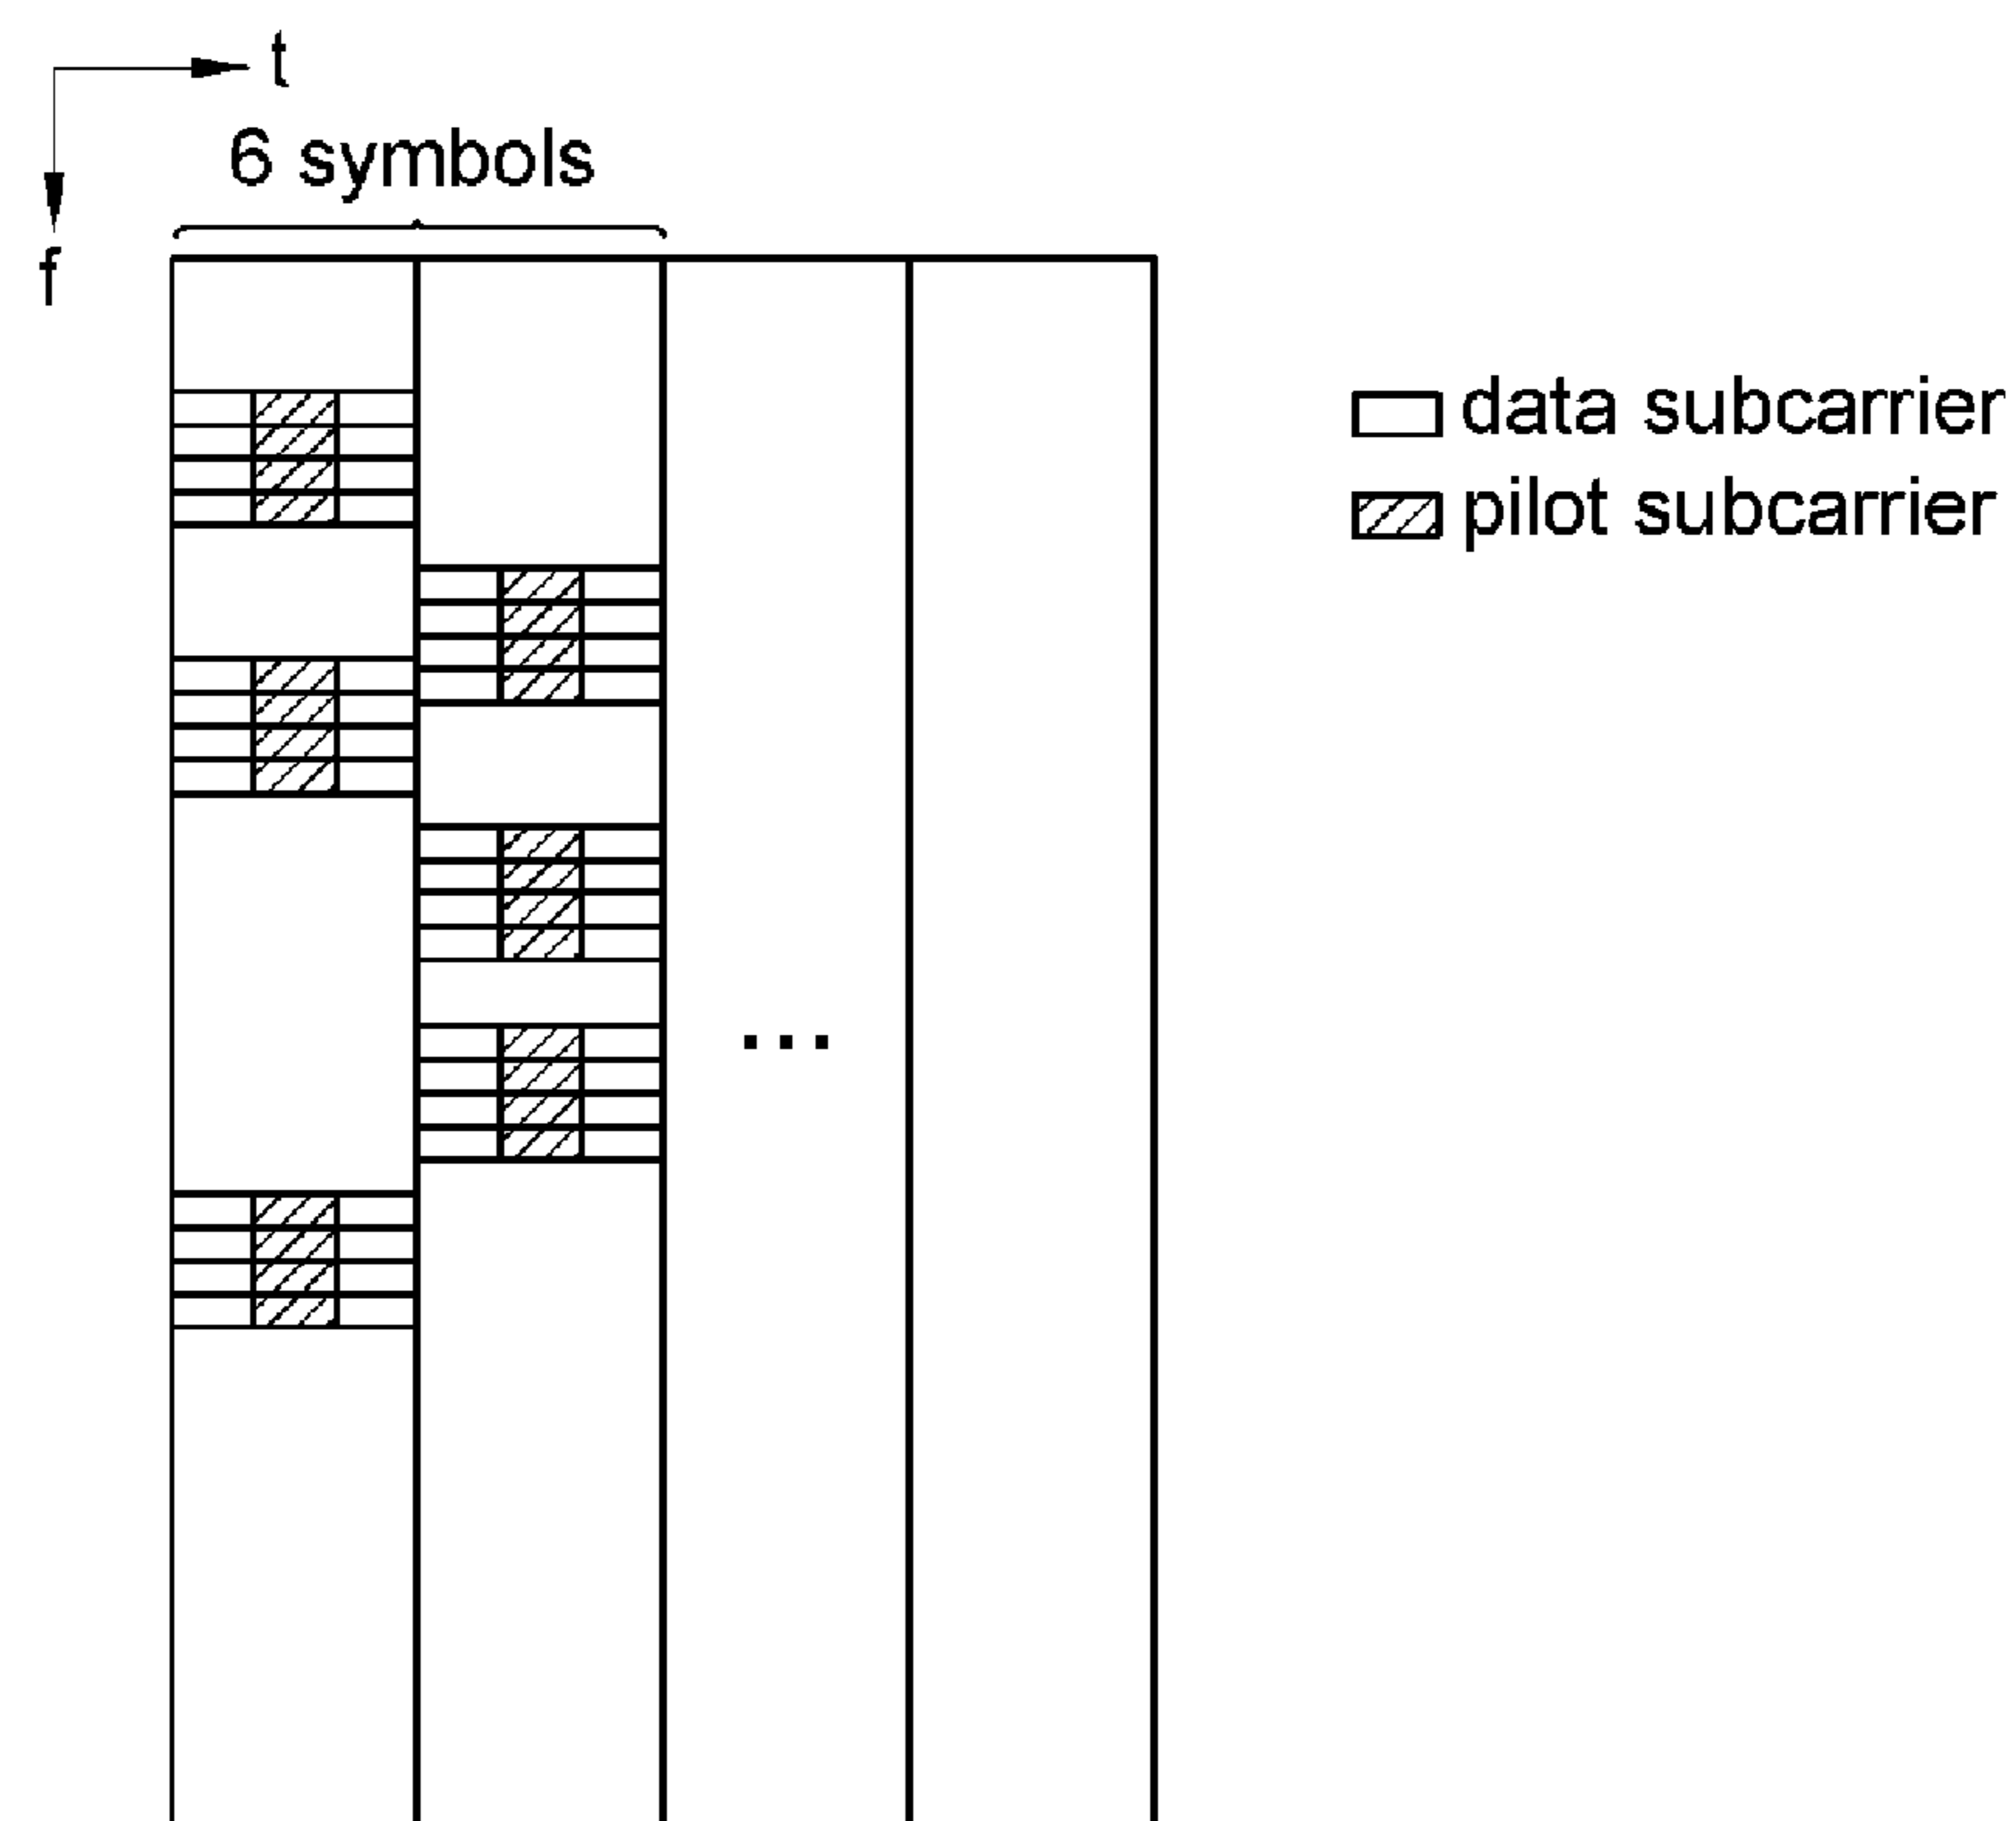 t
6 symbols
f
data subcarrier
pilot subcarrier
...